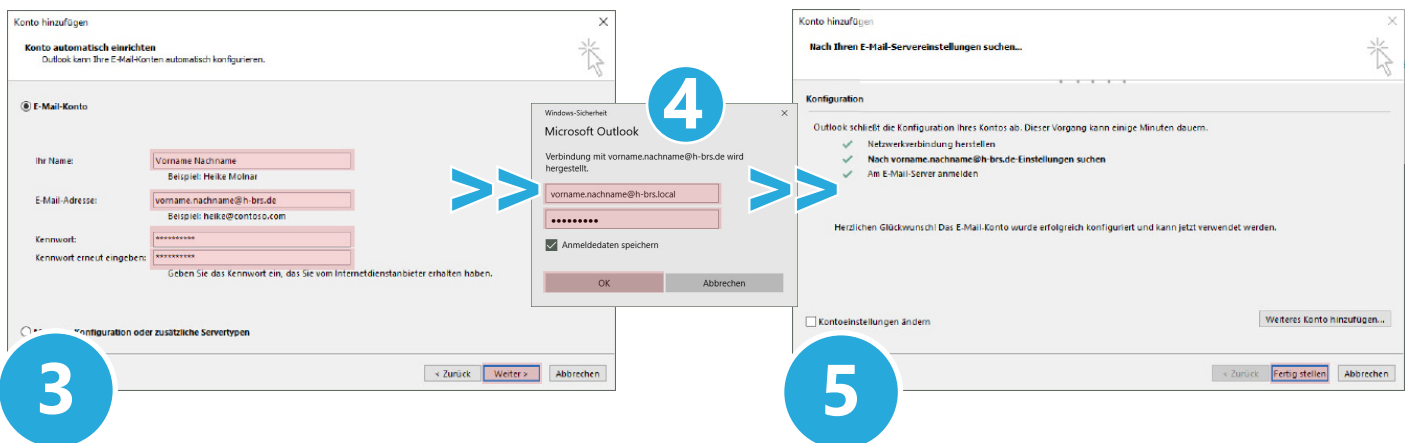 Konto hinzufügen
Konto automatisch einrichten
Outlook kann Ihre E-Mail-Konten automatisch konfigurieren.
E-Mail-Konto
Ihr Name:
Vorname Nachname
Beispiel: Heike Molnar
E-Mail-Adresse:
vorname.nachname@h-brs.de
Beispiel: heike@contoso.com
Kennwort:
**********
Kennwort erneut eingeben:
**********
Geben Sie das Kennwort ein, das Sie vom Internetdienstanbieter erhalten haben.
Konfiguration oder zusätzliche Servertypen
< Zurück
Weiter >
Abbrechen
3
>>
4
Windows-Sicherheit
Microsoft Outlook
Verbindung mit vorname.nachname@h-brs.de wird
hergestellt.
vorname.nachname@h-brs.local
•••••••••
Anmeldedaten speichern
OK
Abbrechen
>>
Konto hinzufügen
Nach Ihren E-Mail-Servereinstellungen suchen...
Konfiguration
Outlook schließt die Konfiguration Ihres Kontos ab. Dieser Vorgang kann einige Minuten dauern.
Netzwerkverbindung herstellen
Nach vorname.nachname@h-brs.de-Einstellungen suchen
Am E-Mail-Server anmelden
Herzlichen Glückwunsch! Das E-Mail-Konto wurde erfolgreich konfiguriert und kann jetzt verwendet werden.
Kontoeinstellungen ändern
Weiteres Konto hinzufügen...
< Zurück
Fertig stellen
Abbrechen
5